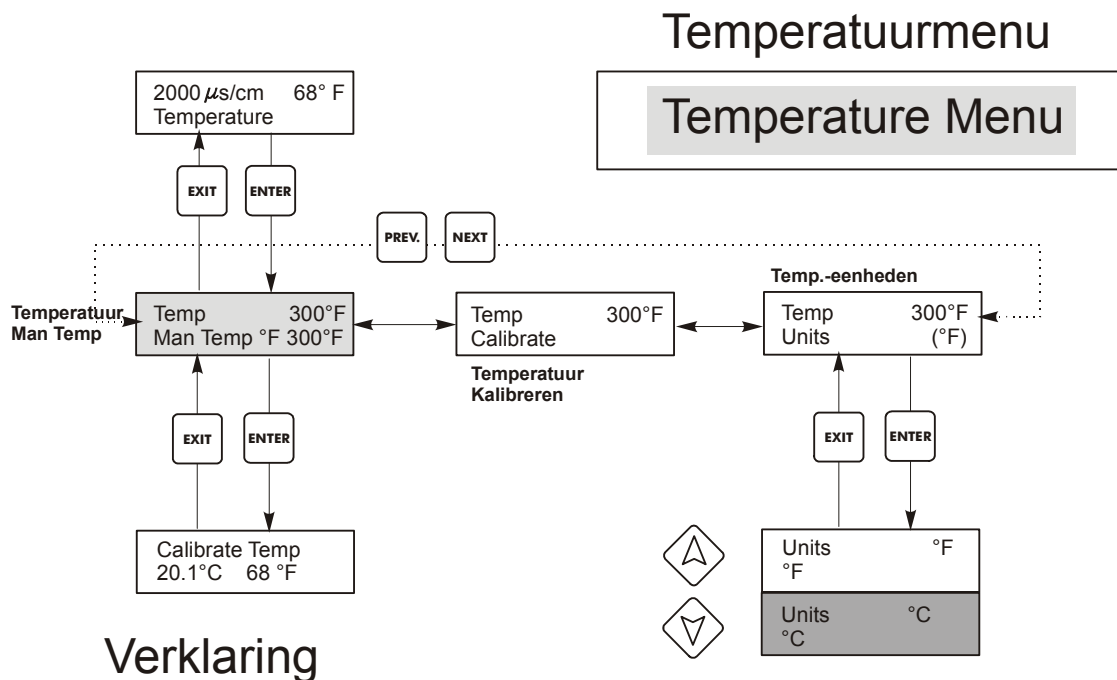 Temperatuurmenu
Temperature Menu
2000 µs/cm 68° F
Temperature
EXIT
ENTER
PREV.
NEXT
Temperatuur
Man Temp
Temp 300°F
Man Temp °F 300°F
Temp 300°F
Calibrate
Temperatuur
Kalibreren
Temp.-eenheden
Temp 300°F
Units (°F)
EXIT
ENTER
EXIT
ENTER
Calibrate Temp
20.1°C 68 °F
Units °F
°F
Units °C
°C
Verklaring